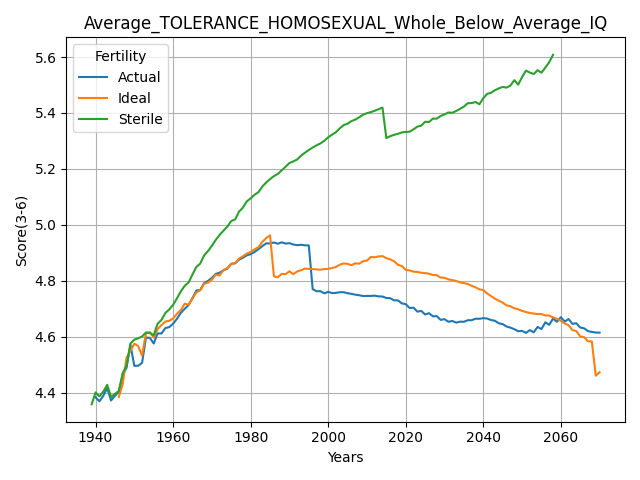 Average_TOLERANCE_HOMOSEXUAL_Whole_Below_Average_IQ
Fertility
Actual
Ideal
Sterile
Score(3-6)
5.6
5.4
5.2
5.0
4.8
4.6
4.4
1940 1960 1980 2000 2020 2040 2060
Years